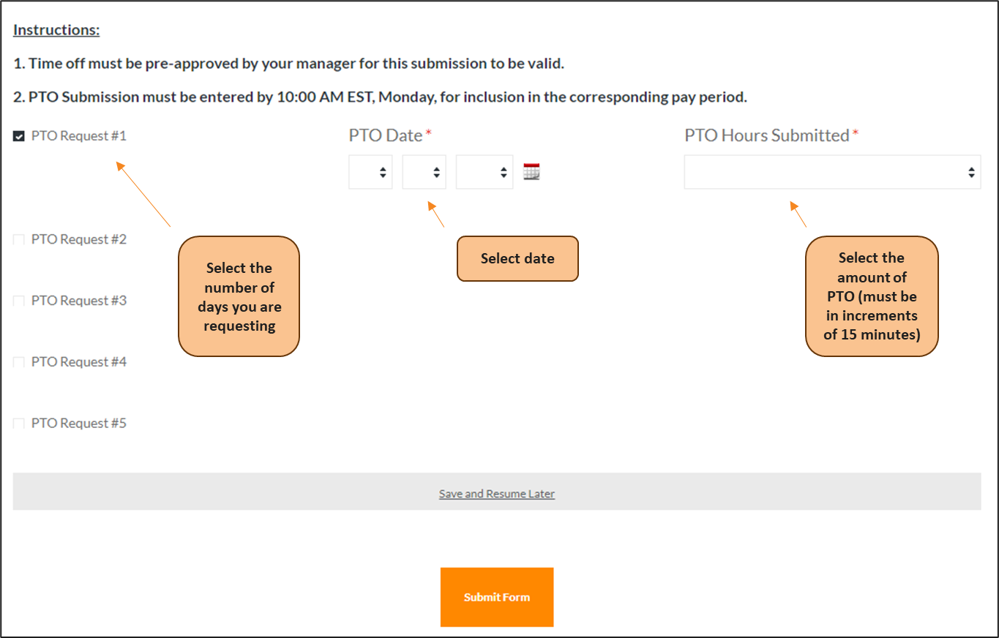 Instructions:
1. Time off must be pre-approved by your manager for this submission to be valid.
2. PTO Submission must be entered by 10:00 AM EST, Monday, for inclusion in the corresponding pay period.
PTO Request #1
PTO Date *
PTO Hours Submitted *
PTO Request #2
Select the
number of
days you are
requesting
Select date
Select the
amount of
PTO (must be
in increments
of 15 minutes)
PTO Request #3
PTO Request #4
PTO Request #5
Save and Resume Later
Submit Form